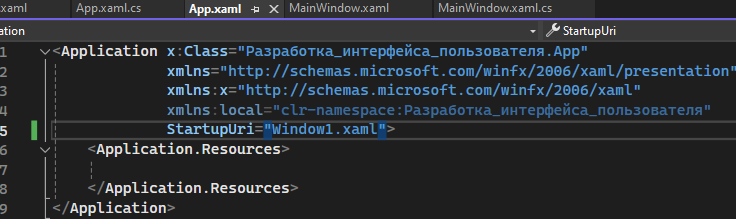 .xaml App.xaml.cs App.xaml MainWindow.xaml MainWindow.xaml.cs
ation StartupUri
1 <Application x:Class="Разработка_интерфейса_пользователя.App"
2 xmlns="http://schemas.microsoft.com/winfx/2006/xaml/presentation"
3 xmlns:x="http://schemas.microsoft.com/winfx/2006/xaml"
4 xmlns:local="clr-namespace:Разработка_интерфейса_пользователя"
5 StartupUri="Window1.xaml">
6 <Application.Resources>
7
8 </Application.Resources>
9 </Application>